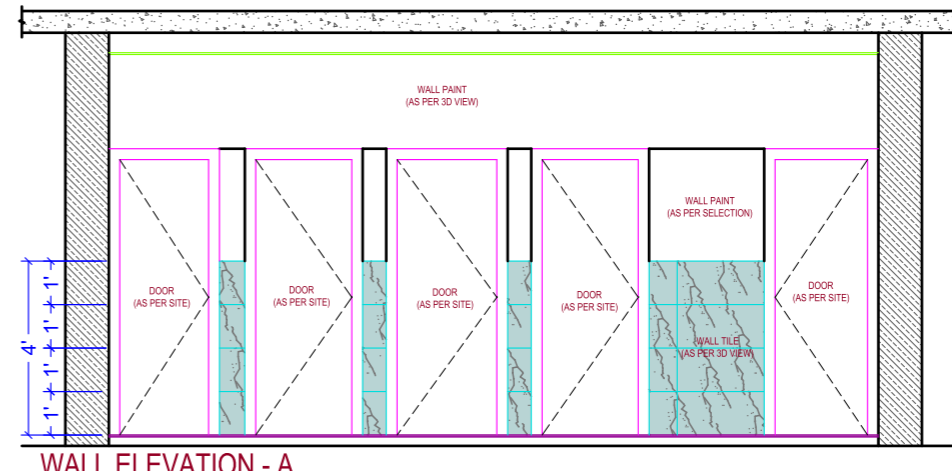 WALL PAINT
(AS PER 3D VIEW)
WALL PAINT
(AS PER SELECTION)
DOOR
(AS PER SITE)
DOOR
(AS PER SITE)
DOOR
(AS PER SITE)
DOOR
(AS PER SITE)
DOOR
(AS PER SITE)
WALL TILE
(AS PER 3D VIEW)
4'
1'
1'
1'
1'
WALL ELEVATION - A